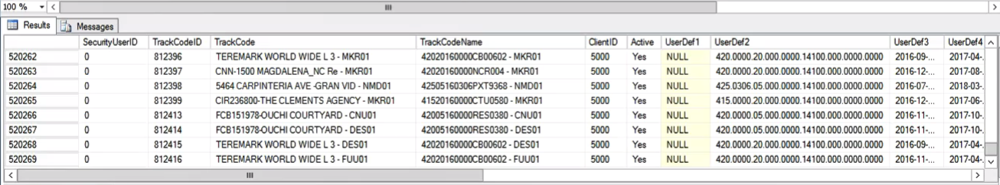 100 %
Results Messages
SecurityUserID TrackCodeID TrackCode TrackCodeName ClientID Active UserDef1 UserDef2 UserDef3 UserDef4
520262 0 812396 TEREMARK WORLD WIDE L 3 - MKR01 42020160000CB00602 - MKR01 5000 Yes NULL 420.0000.20.000.0000.14100.000.0000.0000 2016-09-... 2017-04-.
520263 0 812397 CNN-1500 MAGDALENA_NC Re - MKR01 42020160000NCR004 - MKR01 5000 Yes NULL 420.0000.20.000.0000.14100.000.0000.0000 2016-12-... 2017-08-.
520264 0 812398 5464 CARPINTERIA AVE -GRAN VID - NMD01 42505160306PXT9368 - NMD01 5000 Yes NULL 425.0306.05.000.0000.14100.000.0000.0000 2016-07-... 2018-03-.
520265 0 812399 CIR236800-THE CLEMENTS AGENCY - MKR01 41520160000CTU0580 - MKR01 5000 Yes NULL 415.0000.20.000.0000.14100.000.0000.0000 2016-12-... 2017-06-.
520266 0 812413 FCB151978-OUCHI COURTYARD - CNU01 42005160000RES0380 - CNU01 5000 Yes NULL 420.0000.05.000.0000.14100.000.0000.0000 2016-11-... 2017-10-.
520267 0 812414 FCB151978-OUCHI COURTYARD - DES01 42005160000RES0380 - DES01 5000 Yes NULL 420.0000.05.000.0000.14100.000.0000.0000 2016-11-... 2017-10-.
520268 0 812415 TEREMARK WORLD WIDE L 3 - DES01 42020160000CB00602 - DES01 5000 Yes NULL 420.0000.20.000.0000.14100.000.0000.0000 2016-09-... 2017-04-.
520269 0 812416 TEREMARK WORLD WIDE L 3 - FUU01 42020160000CB00602 - FUU01 5000 Yes NULL 420.0000.20.000.0000.14100.000.0000.0000 2016-11-... 2017-04-.